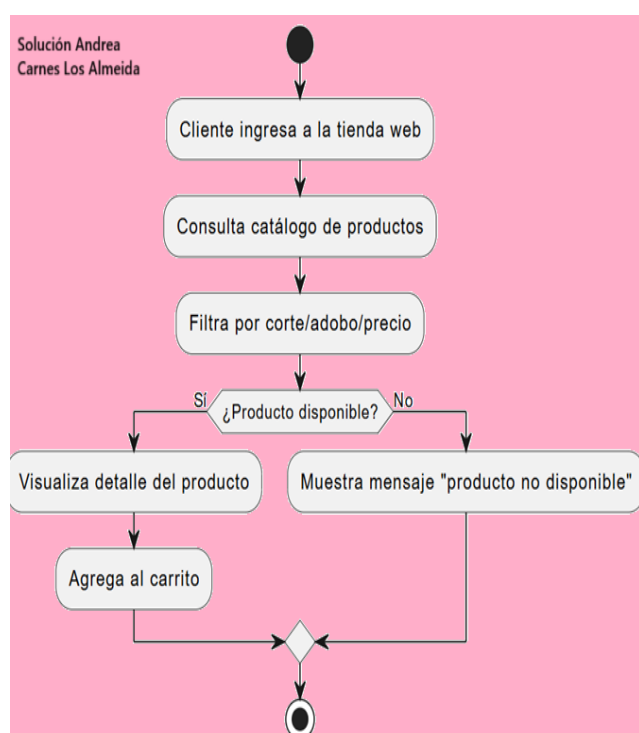 Solución Andrea
Carnes Los Almeida
Cliente ingresa a la tienda web
Consulta catálogo de productos
Filtra por corte/adobo/precio
Sí
¿Producto disponible?
No
Visualiza detalle del producto
Muestra mensaje "producto no disponible"
Agrega al carrito